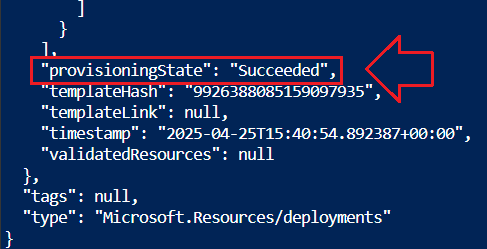 ]
}
],
"provisioningState": "Succeeded",
"templateHash": "9926388085159097935",
"templateLink": null,
"timestamp": "2025-04-25T15:40:54.892387+00:00",
"validatedResources": null
},
"tags": null,
"type": "Microsoft.Resources/deployments"
}